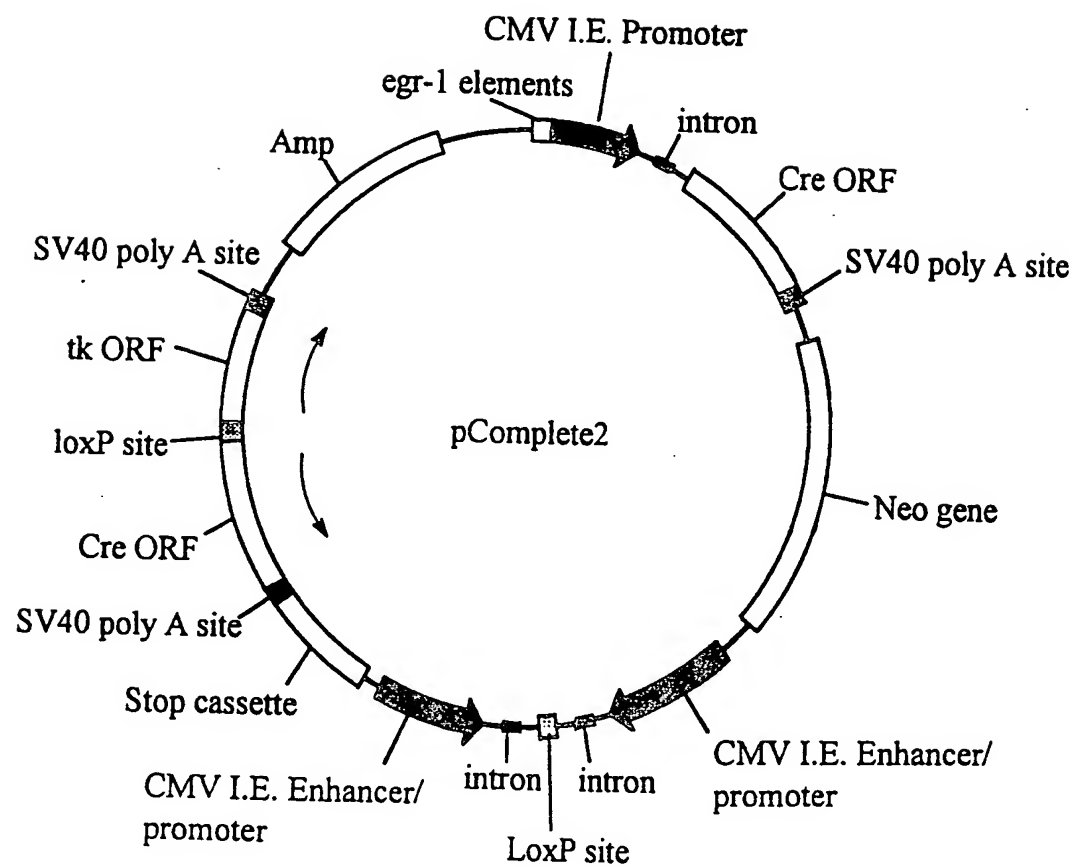 CMV I.E. Promoter
egr-1 elements
intron
Amp
Cre ORF
SV40 poly A site
SV40 poly A site
tk ORF
loxP site
pComplete2
Neo gene
Cre ORF
SV40 poly A site
Stop cassette
CMV I.E. Enhancer/
promoter
intron
intron
CMV I.E. Enhancer/
promoter
LoxP site